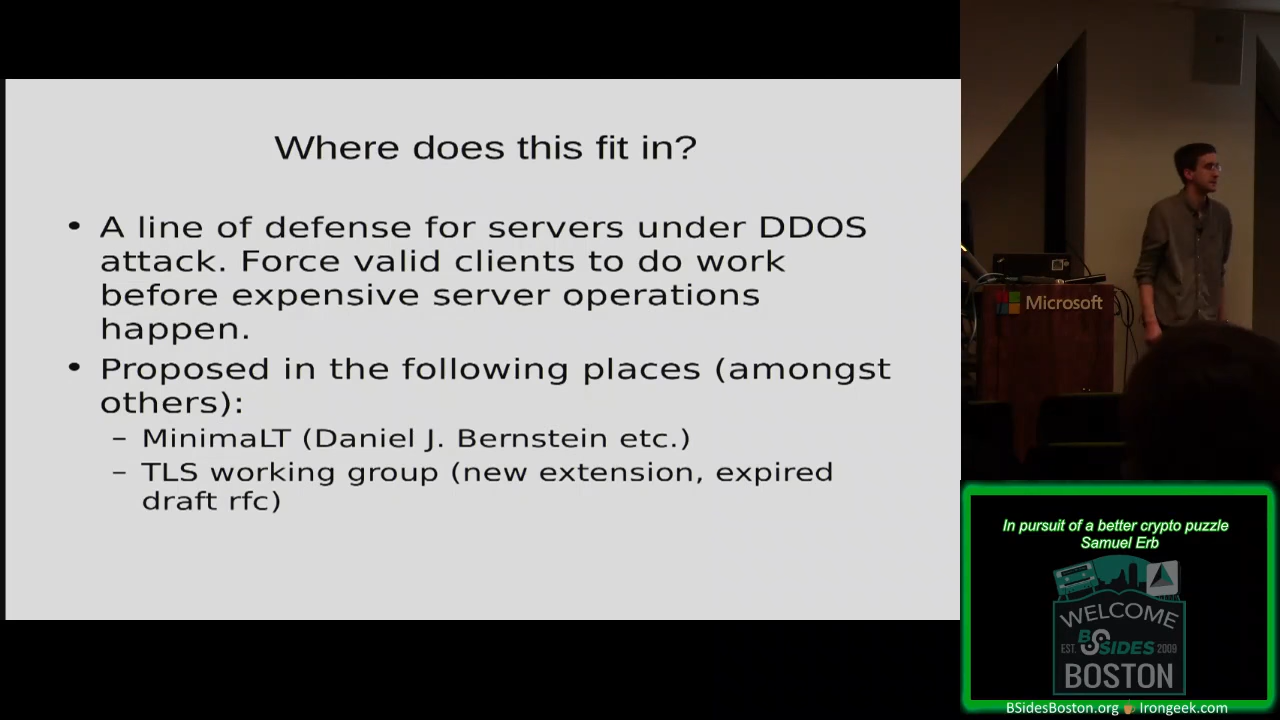 Where does this fit in?
• A line of defense for servers under DDOS
attack. Force valid clients to do work
before expensive server operations
happen.
• Proposed in the following places (amongst
others):
– MinimaLT (Daniel J. Bernstein etc.)
– TLS working group (new extension, expired
draft rfc)
Microsoft
In pursuit of a better crypto puzzle
Samuel Erb
WELCOME
EST. BSIDES 2009
BOSTON
BSidesBoston.org Irongeek.com